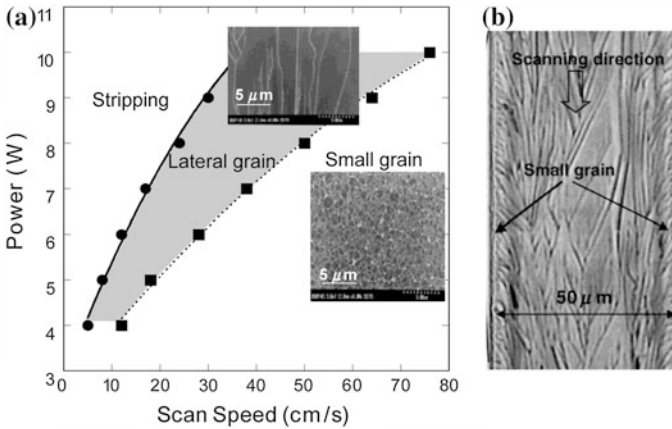 (a)
10
9
8
7
6
5
4
3
Power (W)
0
10
20
30
40
50
60
70
80
Scan Speed (cm/s)
Stripping
Lateral grain
Small grain
5 μm
5 μm
(b)
Scanning direction
Small grain
50 μm